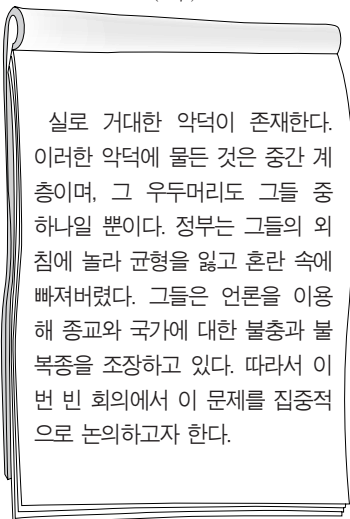 실로 거대한 악덕이 존재한다.
이러한 악덕에 물든 것은 중간 계
층이며, 그 우두머리도 그들 중
하나일 뿐이다. 정부는 그들의 외
침에 놀라 균형을 잃고 혼란 속에
빠져버렸다. 그들은 언론을 이용
해 종교와 국가에 대한 불충과 불
복종을 조장하고 있다. 따라서 이
번 빈 회의에서 이 문제를 집중적
으로 논의하고자 한다.